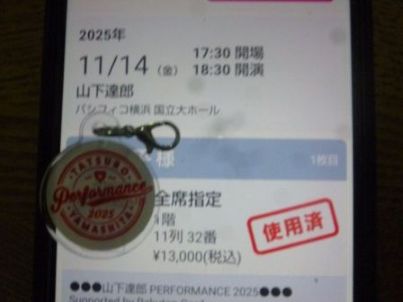 2025年
11/14（金）
17:30 開場
18:30 開演
山下達郎
パシフィコ横浜 国立大ホール
様
1枚目
全席指定
1階
11列 32番
¥13,000(税込)
使用済
TATSURO
Performance
2025
YAMASHITA
●●●山下達郎 PERFORMANCE 2025●●●
Supported by Rakuten